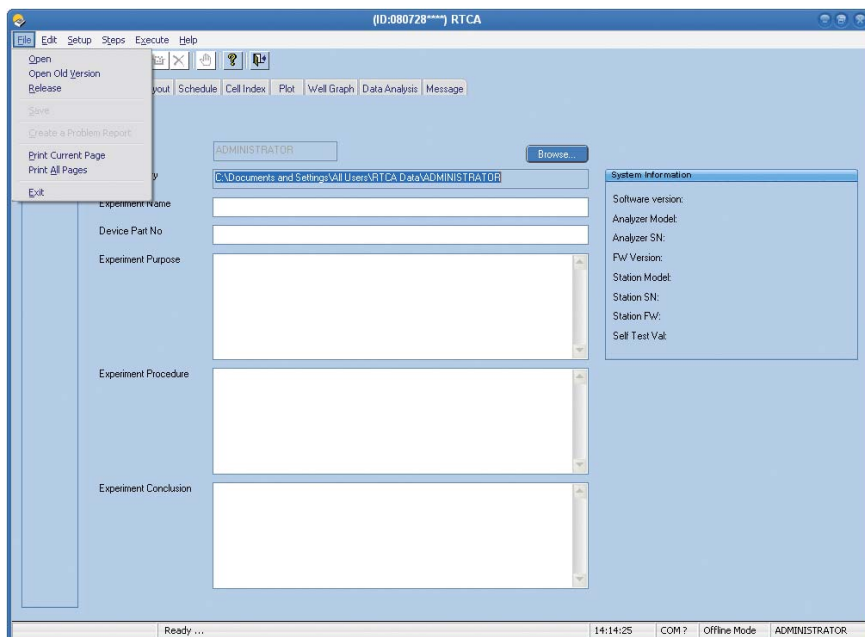 (ID:080728****) RTCA
File Edit Setup Steps Execute Help
Open
Open Old Version
Release
Save
Create a Problem Report
Print Current Page
Print All Pages
Exit
Schedule Cell Index Plot Well Graph Data Analysis Message
ADMINISTRATOR
Browse...
C:\Documents and Settings\All Users\RTCA Data\ADMINISTRATOR
Experiment Name
Device Part No
Experiment Purpose
Experiment Procedure
Experiment Conclusion
System Information
Software version:
Analyzer Model:
Analyzer SN:
FW Version:
Station Model:
Station SN:
Station FW:
Self Test Val:
Ready ... 14:14:25 COM ? Offline Mode ADMINISTRATOR